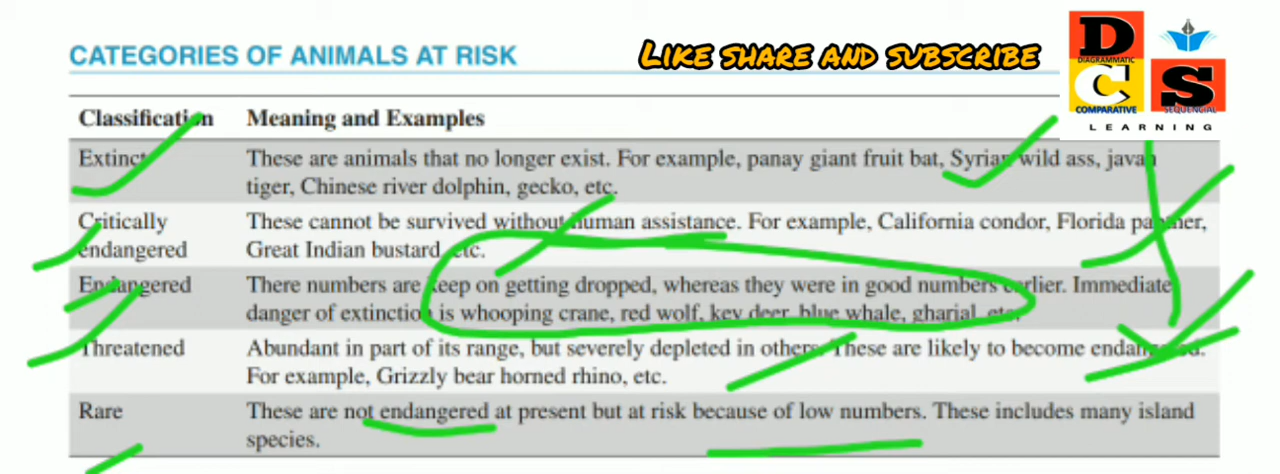 CATEGORIES OF ANIMALS AT RISK
LIKE SHARE AND SUBSCRIBE
D
DIAGRAMMATIC
C S
COMPARATIVE SEQUENCIAL
LEARNING
Classification Meaning and Examples
Extinct These are animals that no longer exist. For example, panay giant fruit bat, Syrian wild ass, javan
tiger, Chinese river dolphin, gecko, etc.
Critically These cannot be survived without human assistance. For example, California condor, Florida panther,
endangered Great Indian bustard, etc.
Endangered There numbers are keep on getting dropped, whereas they were in good numbers earlier. Immediate
danger of extinction is whooping crane, red wolf, key deer, blue whale, gharial, etc.
Threatened Abundant in part of its range, but severely depleted in others. These are likely to become endangered.
For example, Grizzly bear horned rhino, etc.
Rare These are not endangered at present but at risk because of low numbers. These includes many island
species.